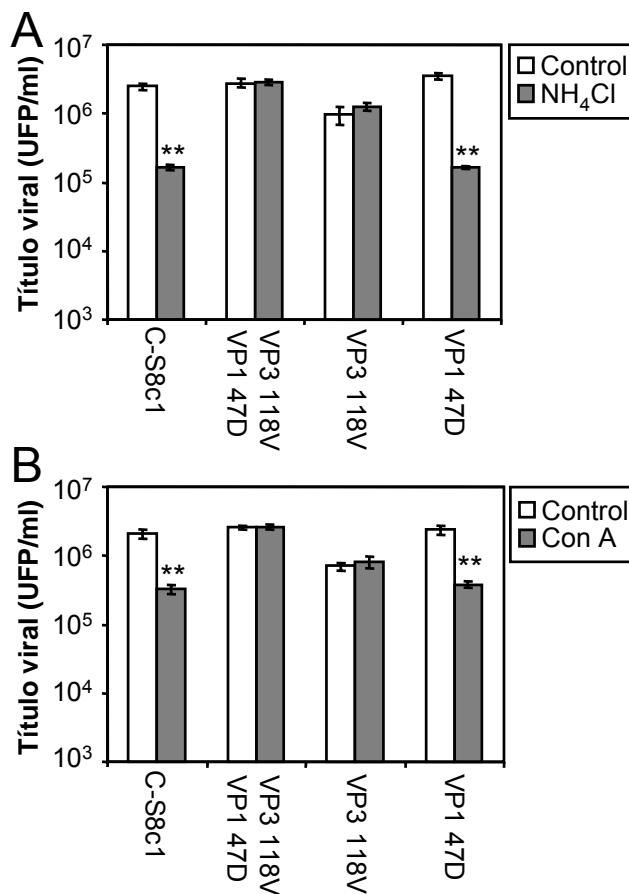 A
Título viral (UFP/ml)
10⁷
10⁶
10⁵
10⁴
10³
**
**
Control
NH₄Cl
C-S8c1
VP1 47D
VP3 118V
VP3 118V
VP1 47D
B
Título viral (UFP/ml)
10⁷
10⁶
10⁵
10⁴
10³
**
**
Control
Con A
C-S8c1
VP1 47D
VP3 118V
VP3 118V
VP1 47D